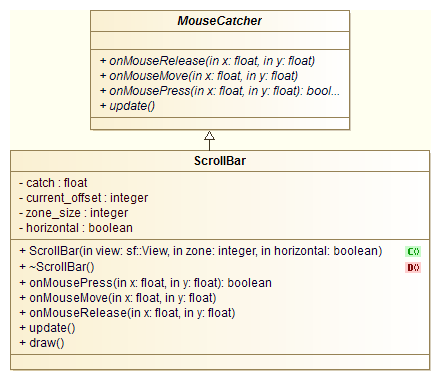 MouseCatcher
+ onMouseRelease(in x: float, in y: float)
+ onMouseMove(in x: float, in y: float)
+ onMousePress(in x: float, in y: float): bool...
+ update()
ScrollBar
- catch : float
- current_offset : integer
- zone_size : integer
- horizontal : boolean
+ ScrollBar(in view: sf::View, in zone: integer, in horizontal: boolean) C()
+ ~ScrollBar() D()
+ onMousePress(in x: float, in y: float): boolean
+ onMouseMove(in x: float, in y: float)
+ onMouseRelease(in x: float, in y: float)
+ update()
+ draw()